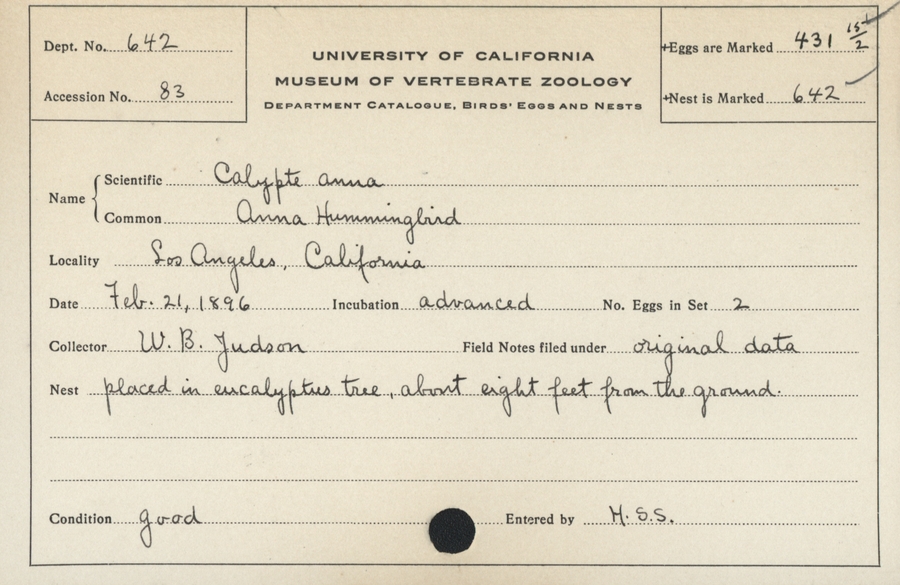 Dept. No. 642
Accession No. 83
UNIVERSITY OF CALIFORNIA
MUSEUM OF VERTEBRATE ZOOLOGY
DEPARTMENT CATALOGUE, BIRDS' EGGS AND NESTS
+Eggs are Marked 431 15+/2
+Nest is Marked 642
Name { Scientific Calypte anna
Common Anna Hummingbird
Locality Los Angeles, California
Date Feb. 21, 1896 Incubation advanced No. Eggs in Set 2
Collector W. B. Judson Field Notes filed under original data
Nest placed in eucalyptus tree, about eight feet from the ground.
Condition good Entered by H. S. S.